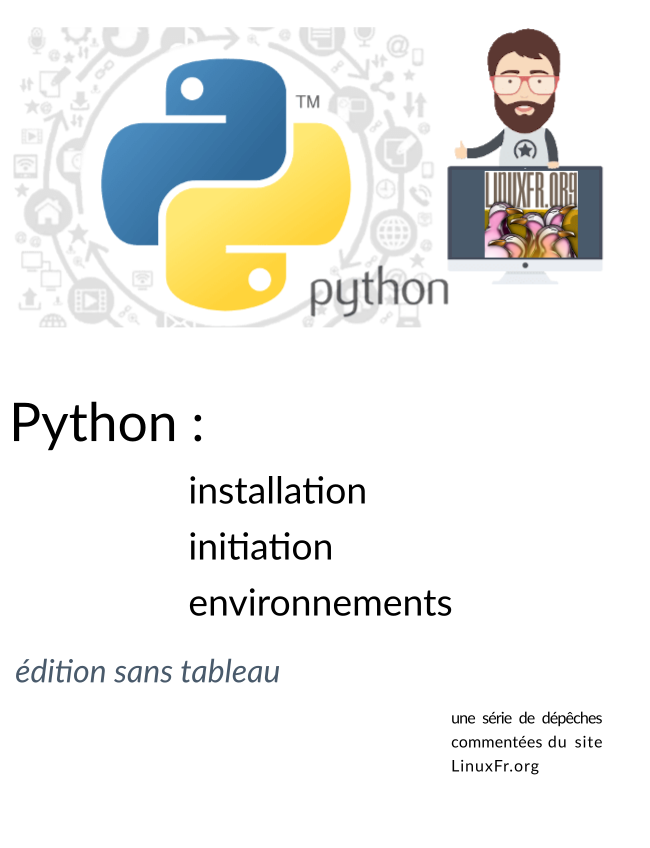 TM
python
LINUXFR.ORG
Python :
installation
initiation
environnements
édition sans tableau
une série de dépêches
commentées du site
LinuxFr.org